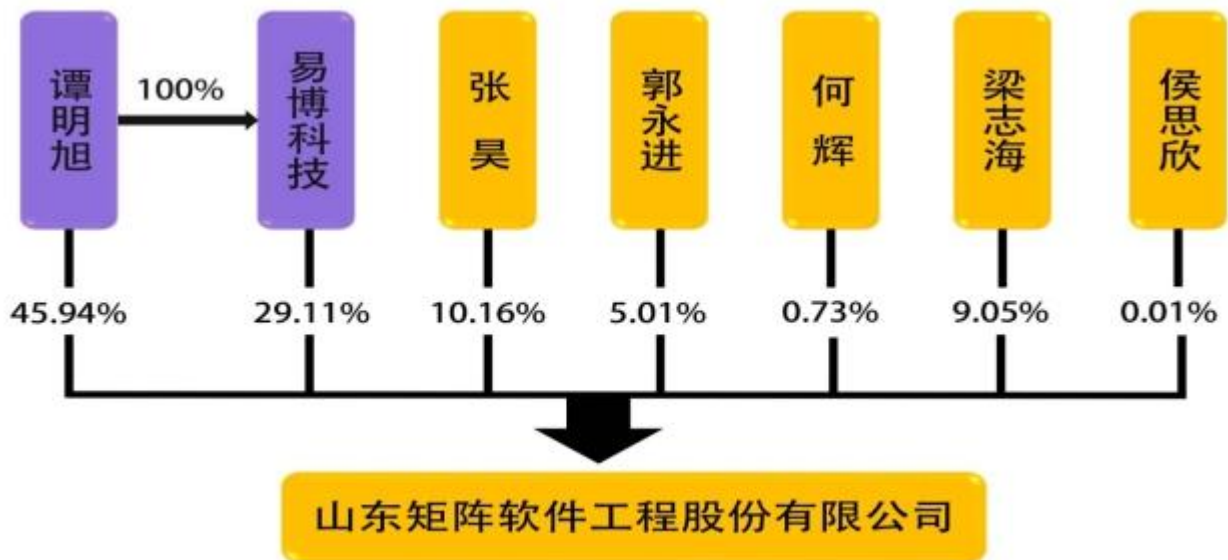 谭明旭
100%
易博科技
张昊
郭永进
何辉
梁志海
侯思欣
45.94%
29.11%
10.16%
5.01%
0.73%
9.05%
0.01%
山东矩阵软件工程股份有限公司